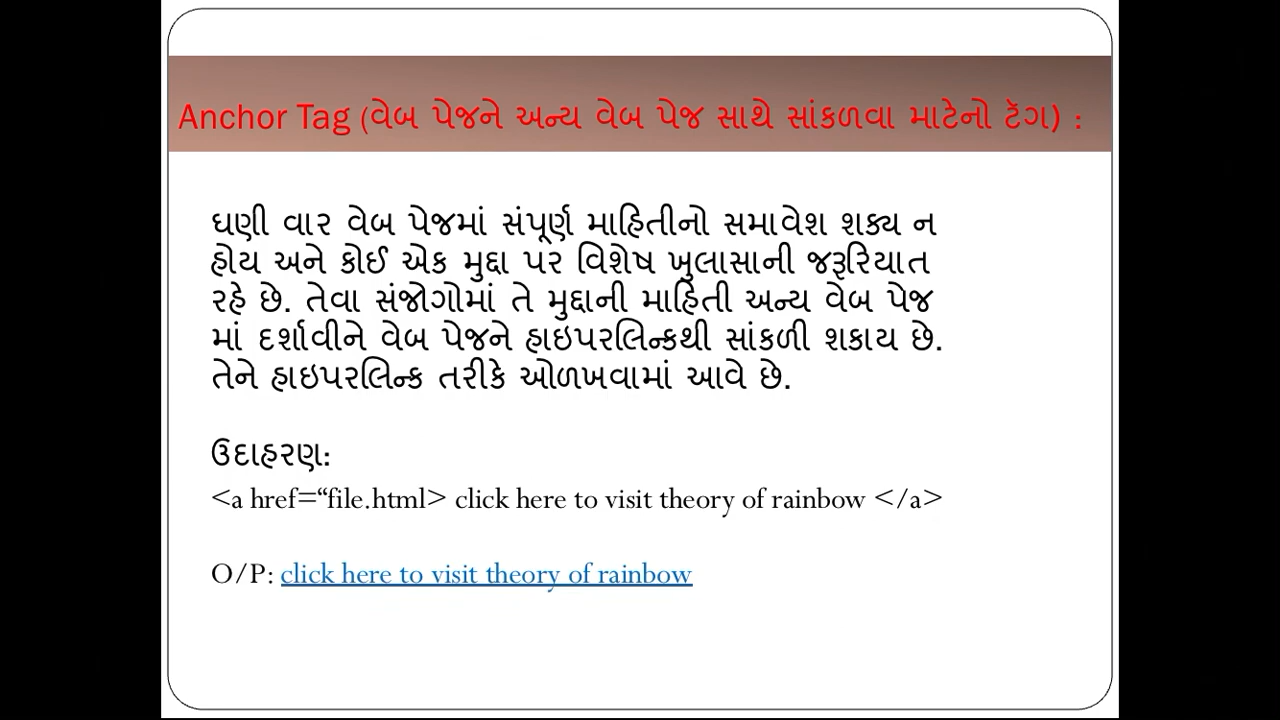 Anchor Tag (વેબ પેજને અન્ય વેબ પેજ સાથે સાંકળવા માટેનો ટૅગ) :
ઘણી વાર વેબ પેજમાં સંપૂર્ણ માહિતીનો સમાવેશ શક્ય ન
હોય અને કોઈ એક મુદ્દા પર વિશેષ ખુલાસાની જરૂરિયાત
રહે છે. તેવા સંજોગોમાં તે મુદ્દાની માહિતી અન્ય વેબ પેજ
માં દર્શાવીને વેબ પેજને હાઇપરલિન્કથી સાંકળી શકાય છે.
તેને હાઇપરલિન્ક તરીકે ઓળખવામાં આવે છે.
ઉદાહરણ:
<a href=“file.html> click here to visit theory of rainbow </a>
O/P: click here to visit theory of rainbow